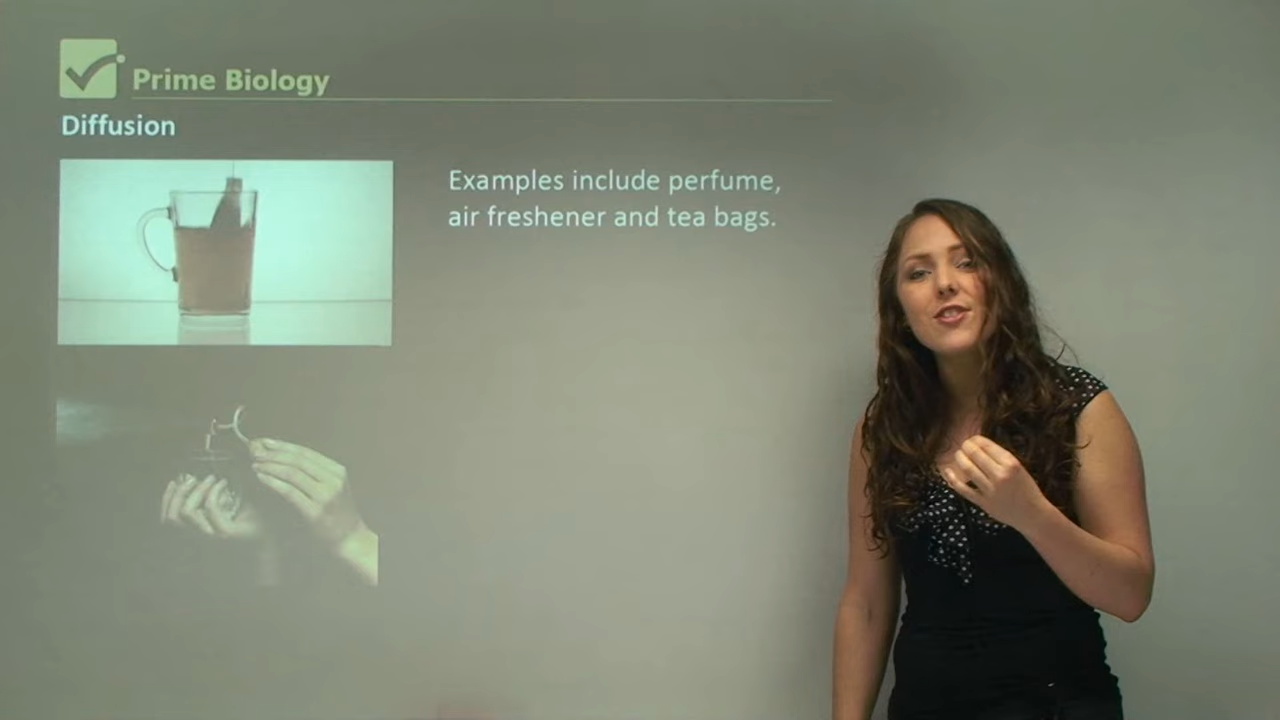 Prime Biology
Diffusion
Examples include perfume,
air freshener and tea bags.